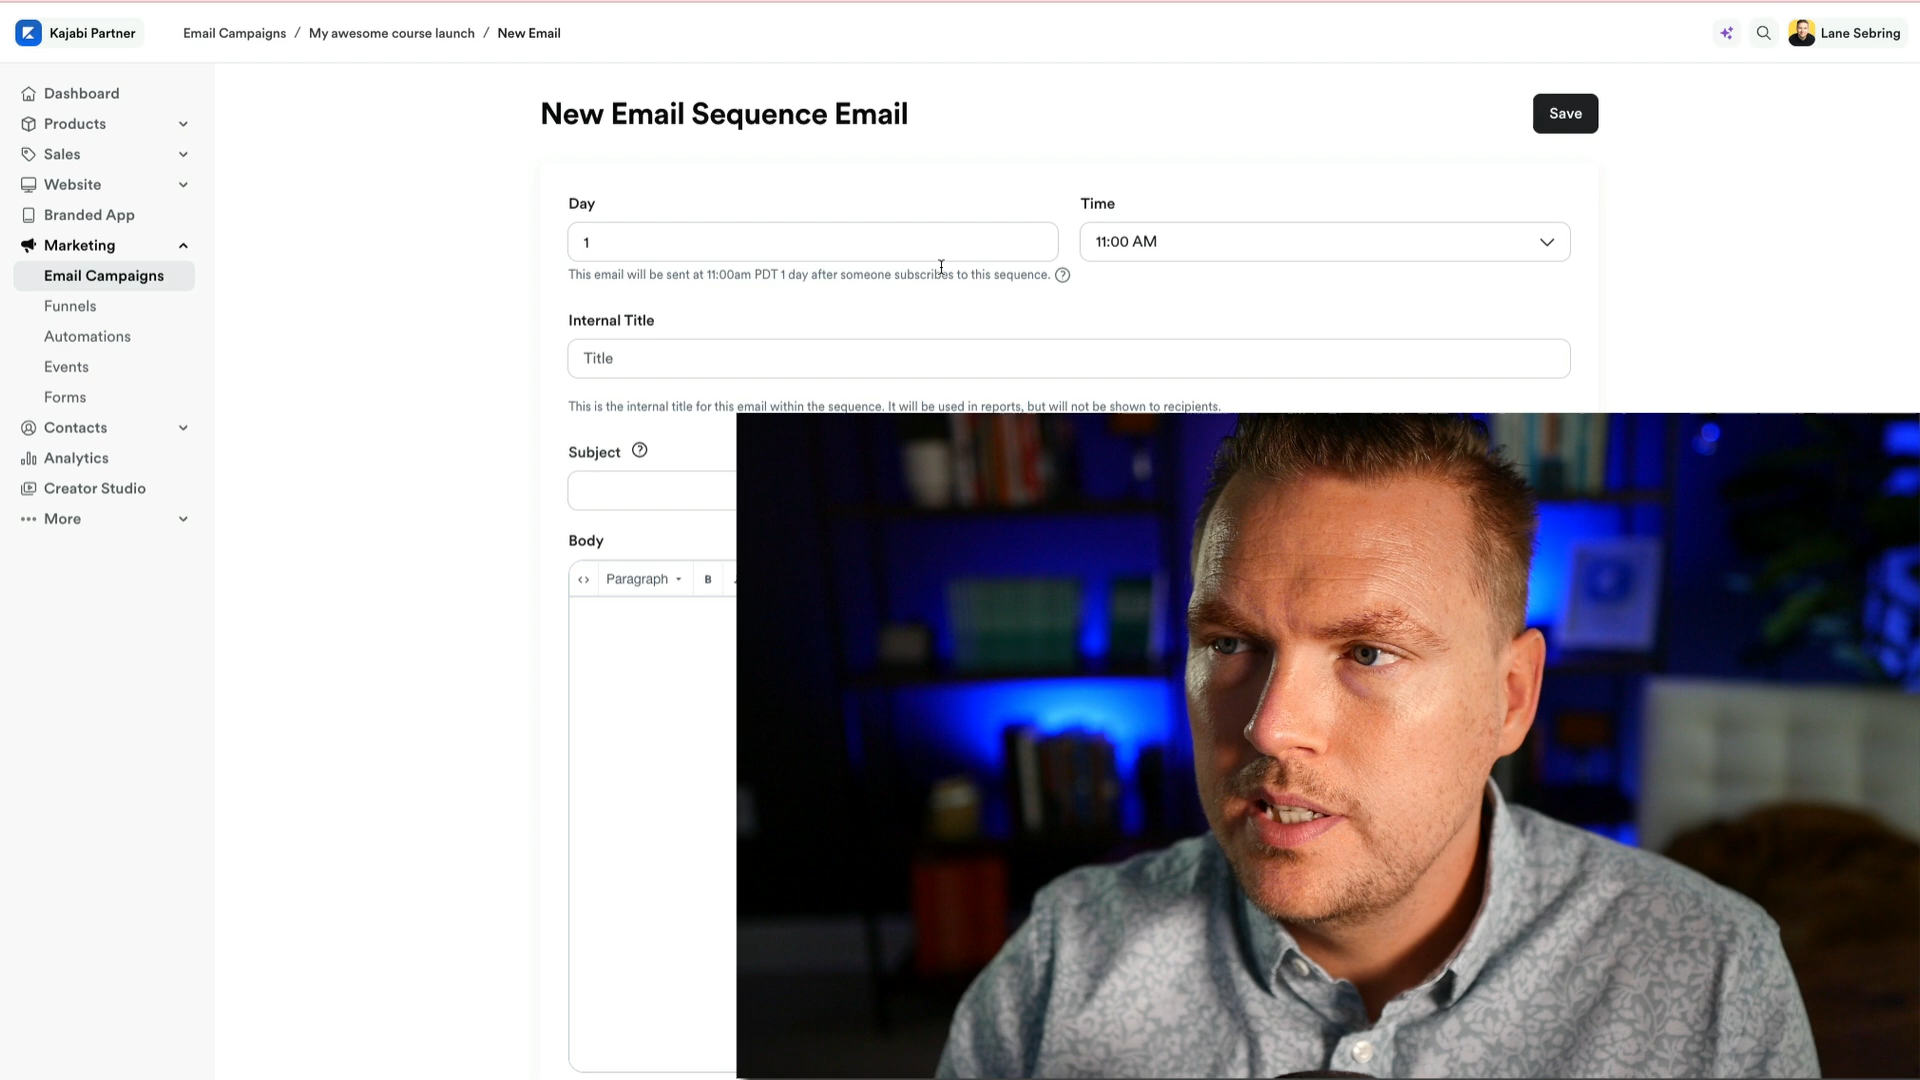 Kajabi Partner
Email Campaigns / My awesome course launch / New Email
Lane Sebring
Dashboard
Products
Sales
Website
Branded App
Marketing
Email Campaigns
Funnels
Automations
Events
Forms
Contacts
Analytics
Creator Studio
More
New Email Sequence Email
Save
Day
Time
1
11:00 AM
This email will be sent at 11:00am PDT 1 day after someone subscribes to this sequence.
Internal Title
Title
This is the internal title for this email within the sequence. It will be used in reports, but will not be shown to recipients.
Subject
Body
Paragraph
B